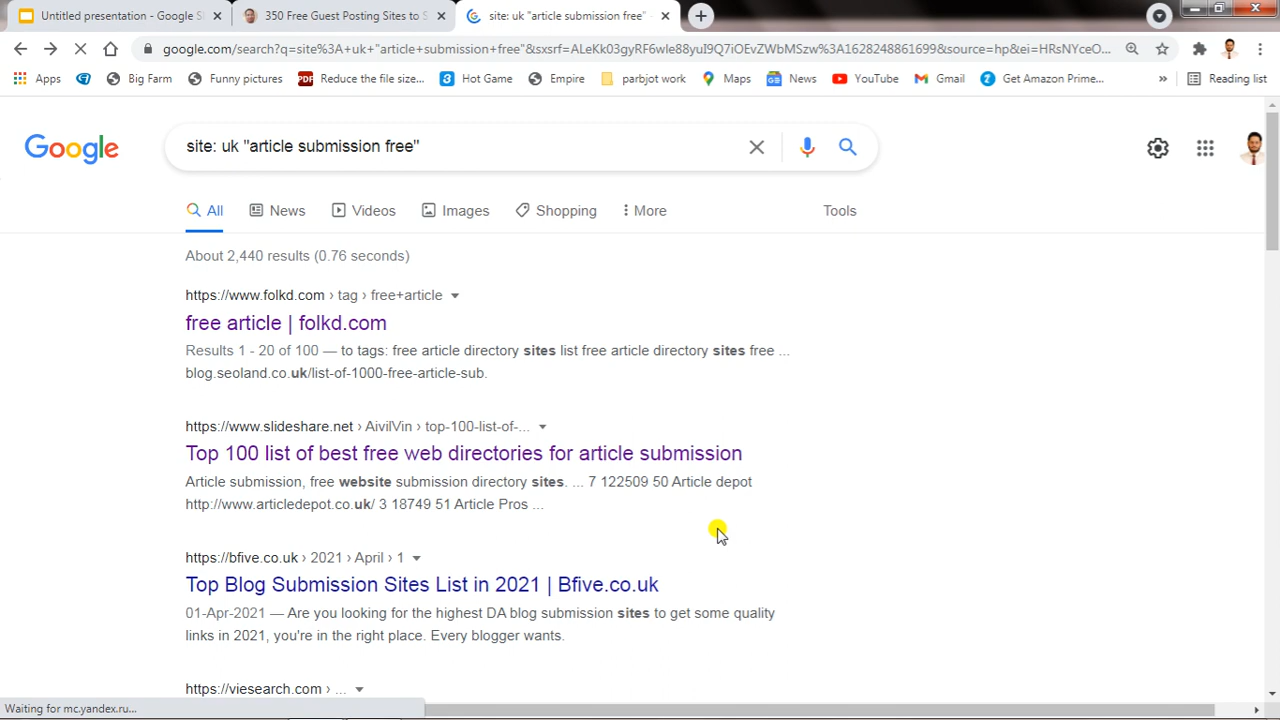 Untitled presentation - Google S
350 Free Guest Posting Sites to S
site: uk "article submission free" -
google.com/search?q=site%3A+uk+"article+submission+free"&sxsrf=ALeKk03gyRF6wle88yuI9Q7iOEvZWbMSzw%3A1628248861699&source=hp&ei=HRsNYceO...
Apps
Big Farm
Funny pictures
PDF
Reduce the file size...
Hot Game
Empire
parbjot work
Maps
News
YouTube
Gmail
Get Amazon Prime...
»
Reading list
Google
site: uk "article submission free"
All
News
Videos
Images
Shopping
More
Tools
About 2,440 results (0.76 seconds)
https://www.folkd.com › tag › free+article
free article | folkd.com
Results 1 - 20 of 100 — to tags: free article directory sites list free article directory sites free ...
blog.seoland.co.uk/list-of-1000-free-article-sub.
https://www.slideshare.net › AivilVin › top-100-list-of-...
Top 100 list of best free web directories for article submission
Article submission, free website submission directory sites. ... 7 122509 50 Article depot
http://www.articledepot.co.uk/ 3 18749 51 Article Pros ...
https://bfive.co.uk › 2021 › April › 1
Top Blog Submission Sites List in 2021 | Bfive.co.uk
01-Apr-2021 — Are you looking for the highest DA blog submission sites to get some quality
links in 2021, you're in the right place. Every blogger wants.
https://viesearch.com › ...
Waiting for mc.yandex.ru...